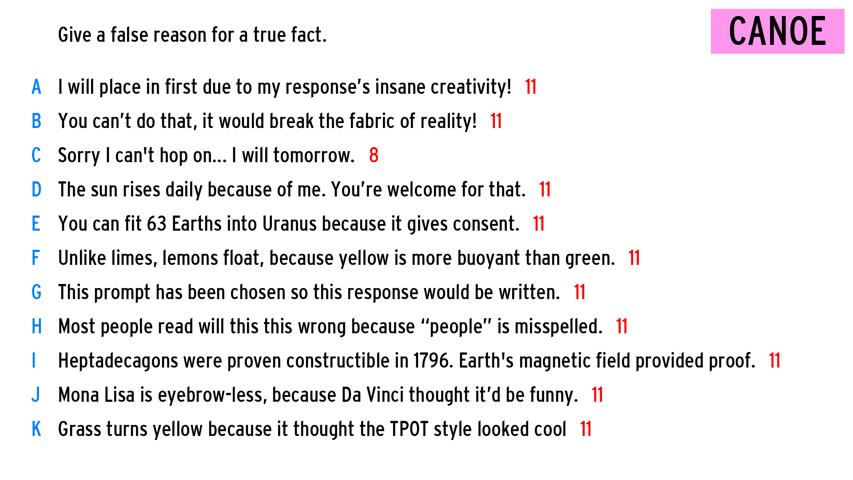 Give a false reason for a true fact.
CANOE
A I will place in first due to my response's insane creativity! 11
B You can't do that, it would break the fabric of reality! 11
C Sorry I can't hop on... I will tomorrow. 8
D The sun rises daily because of me. You're welcome for that. 11
E You can fit 63 Earths into Uranus because it gives consent. 11
F Unlike limes, lemons float, because yellow is more buoyant than green. 11
G This prompt has been chosen so this response would be written. 11
H Most people read will this this wrong because “people” is misspelled. 11
I Heptadecagons were proven constructible in 1796. Earth's magnetic field provided proof. 11
J Mona Lisa is eyebrow-less, because Da Vinci thought it'd be funny. 11
K Grass turns yellow because it thought the TPOT style looked cool 11